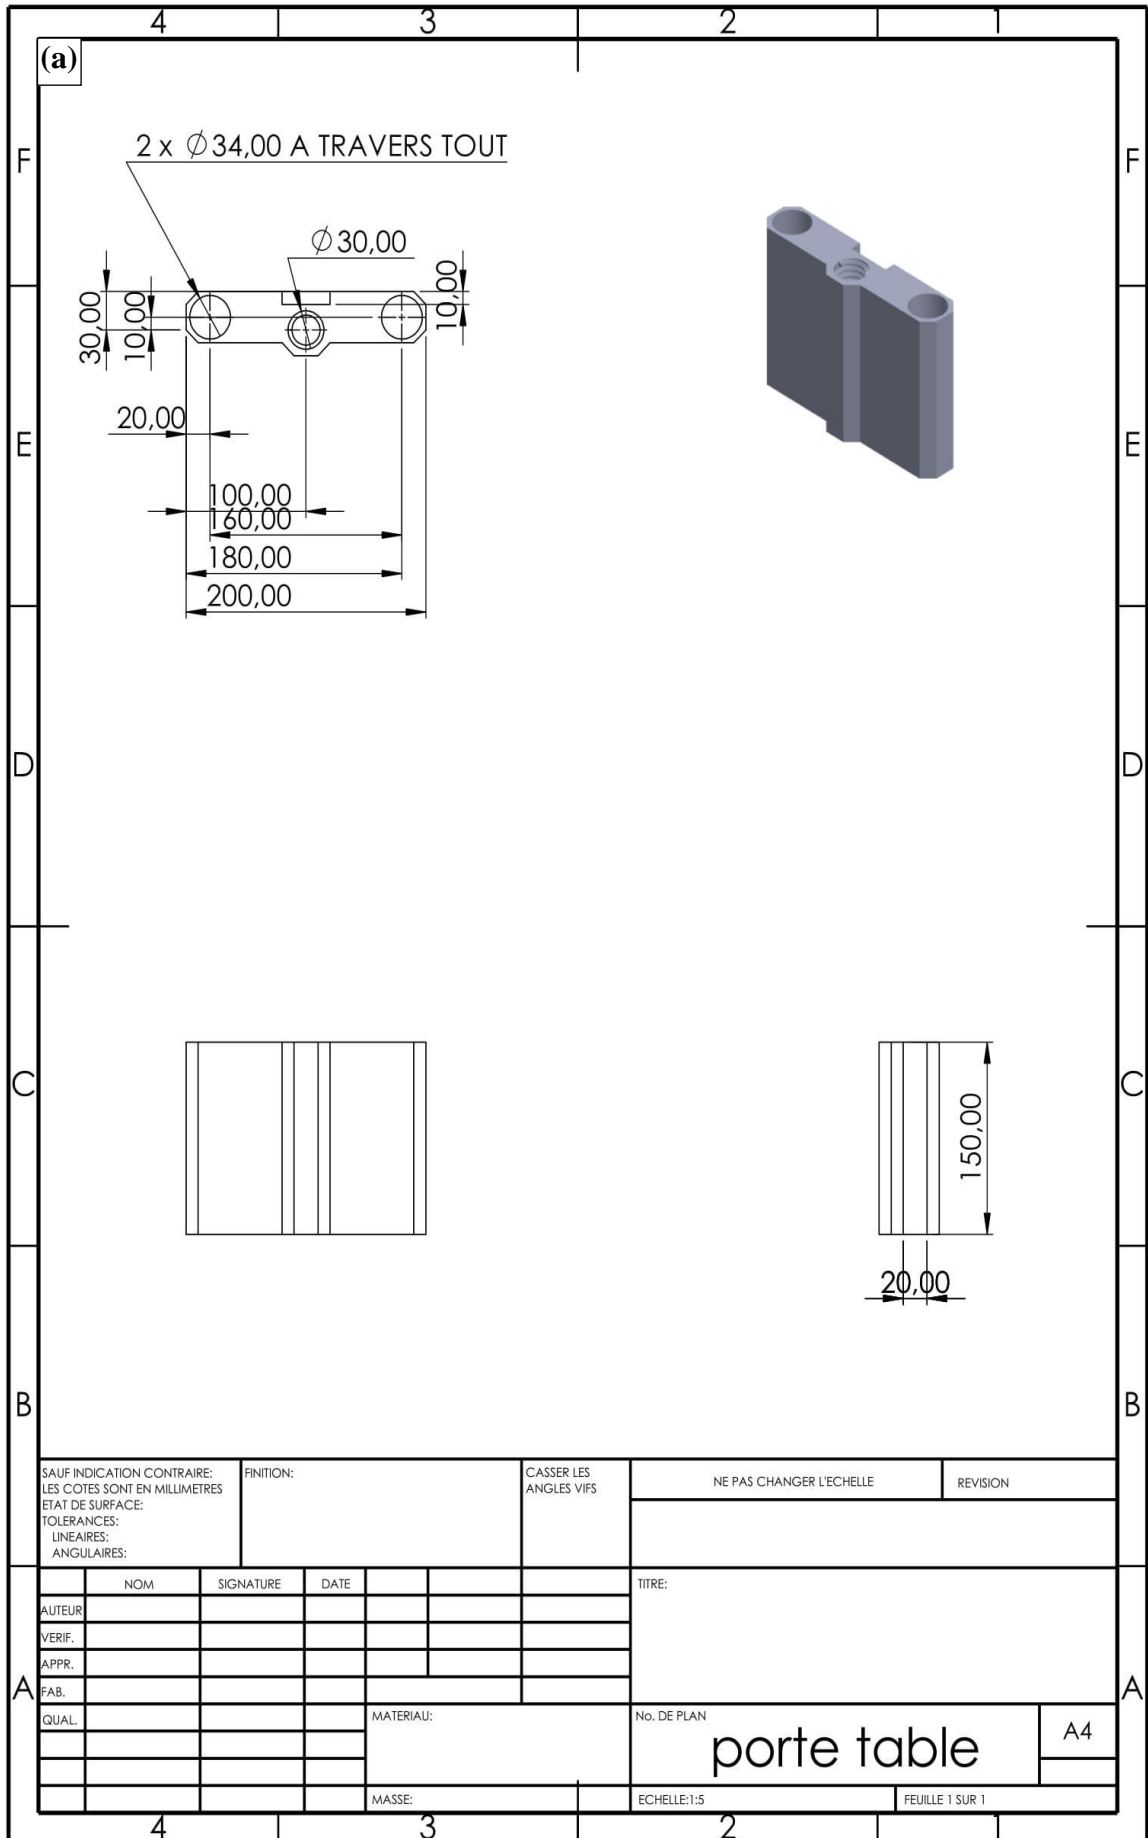 4 3 2 1
(a)
F F
2 x ∅34,00 A TRAVERS TOUT
∅30,00
30,00
10,00
10,00
20,00
E E
100,00
160,00
180,00
200,00
D D
C C
150,00
20,00
B B
SAUF INDICATION CONTRAIRE:
LES COTES SONT EN MILLIMETRES
ETAT DE SURFACE:
TOLERANCES:
LINEAIRES:
ANGULAIRES:
FINITION:
CASSER LES
ANGLES VIFS
NE PAS CHANGER L'ECHELLE
REVISION
NOM SIGNATURE DATE
TITRE:
AUTEUR
VERIF.
APPR.
A A
FAB.
QUAL.
MATERIAU:
No. DE PLAN
porte table
A4
MASSE:
ECHELLE:1:5
FEUILLE 1 SUR 1
4 3 2 1